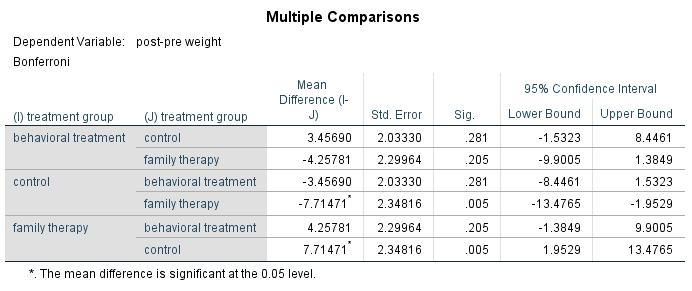 Multiple Comparisons
Dependent Variable: post-pre weight
Bonferroni
(I) treatment group (J) treatment group Mean Difference (I-J) Std. Error Sig. 95% Confidence Interval
Lower Bound Upper Bound
behavioral treatment control 3.45690 2.03330 .281 -1.5323 8.4461
family therapy -4.25781 2.29964 .205 -9.9005 1.3849
control behavioral treatment -3.45690 2.03330 .281 -8.4461 1.5323
family therapy -7.71471* 2.34816 .005 -13.4765 -1.9529
family therapy behavioral treatment 4.25781 2.29964 .205 -1.3849 9.9005
control 7.71471* 2.34816 .005 1.9529 13.4765
*. The mean difference is significant at the 0.05 level.